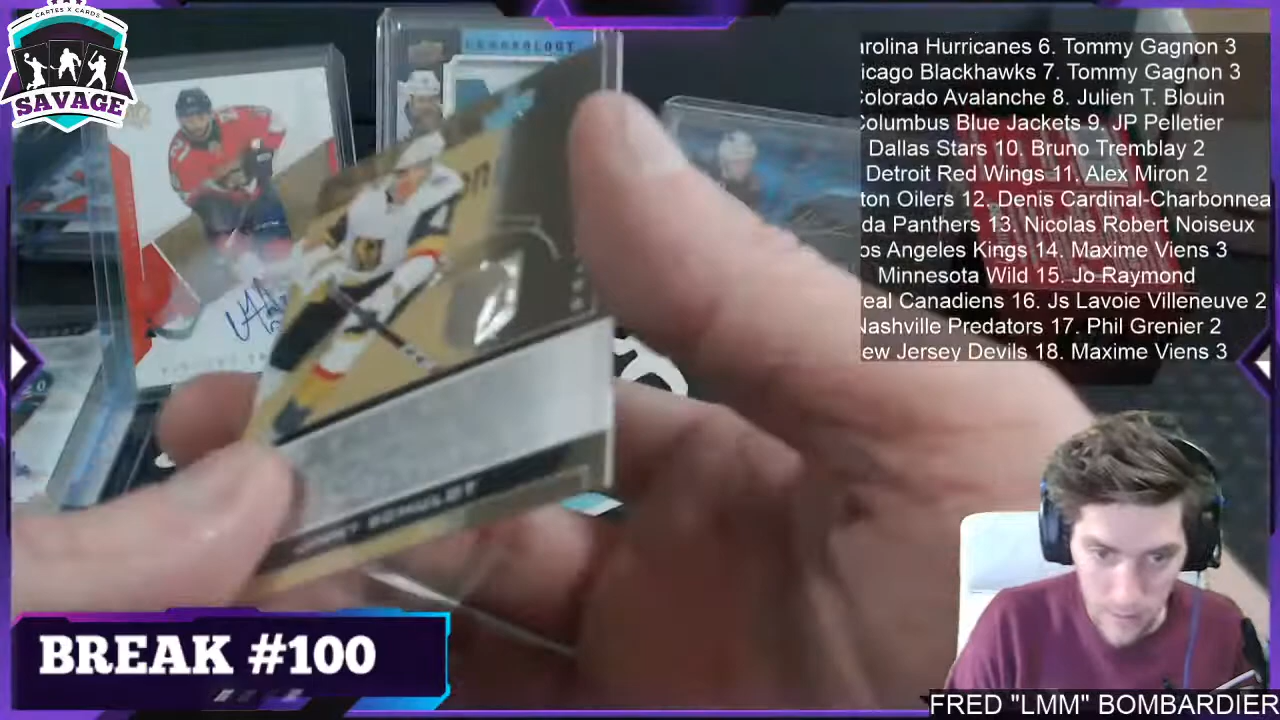 CARTES X CARDS
SAVAGE
CHRONOLOGY
arolina Hurricanes 6. Tommy Gagnon 3
icago Blackhawks 7. Tommy Gagnon 3
Colorado Avalanche 8. Julien T. Blouin
Columbus Blue Jackets 9. JP Pelletier
Dallas Stars 10. Bruno Tremblay 2
Detroit Red Wings 11. Alex Miron 2
ton Oilers 12. Denis Cardinal-Charbonnea
da Panthers 13. Nicolas Robert Noiseux
os Angeles Kings 14. Maxime Viens 3
Minnesota Wild 15. Jo Raymond
real Canadiens 16. Js Lavoie Villeneuve 2
Nashville Predators 17. Phil Grenier 2
ew Jersey Devils 18. Maxime Viens 3
BREAK #100
FRED "LMM" BOMBARDIER